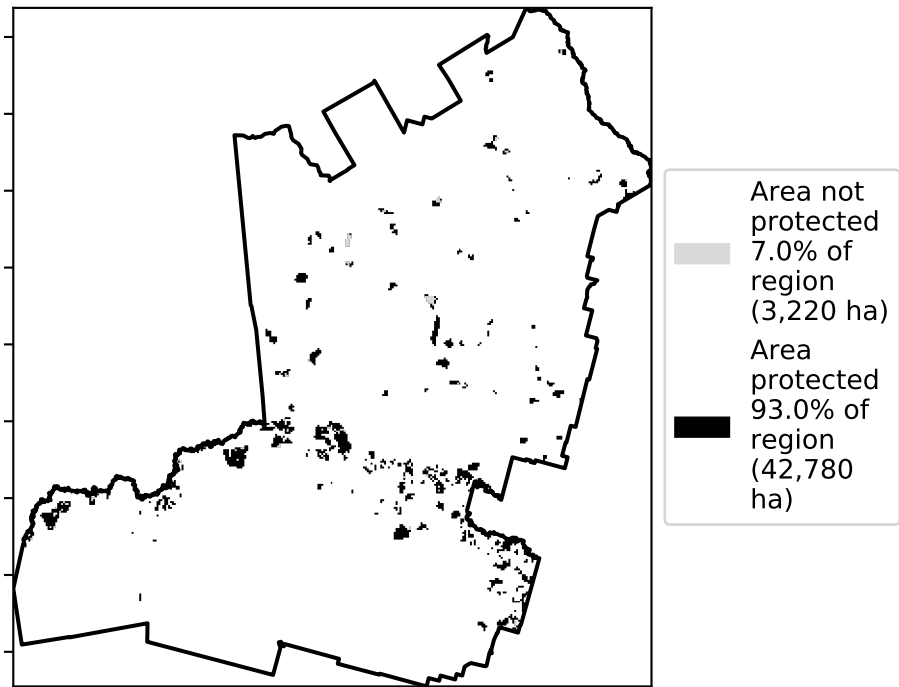 Area not
protected
7.0% of
region
(3,220 ha)
Area
protected
93.0% of
region
(42,780
ha)